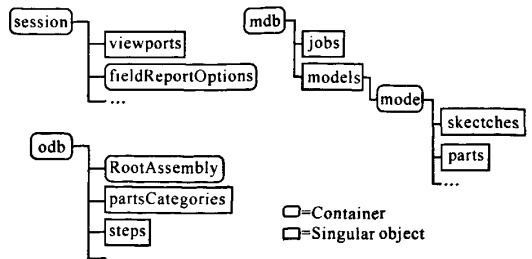 session
viewports
fieldReportOptions
...
mdb
jobs
models
mode
skectches
parts
...
odb
RootAssembly
partsCategories
steps
=Container
=Singular object